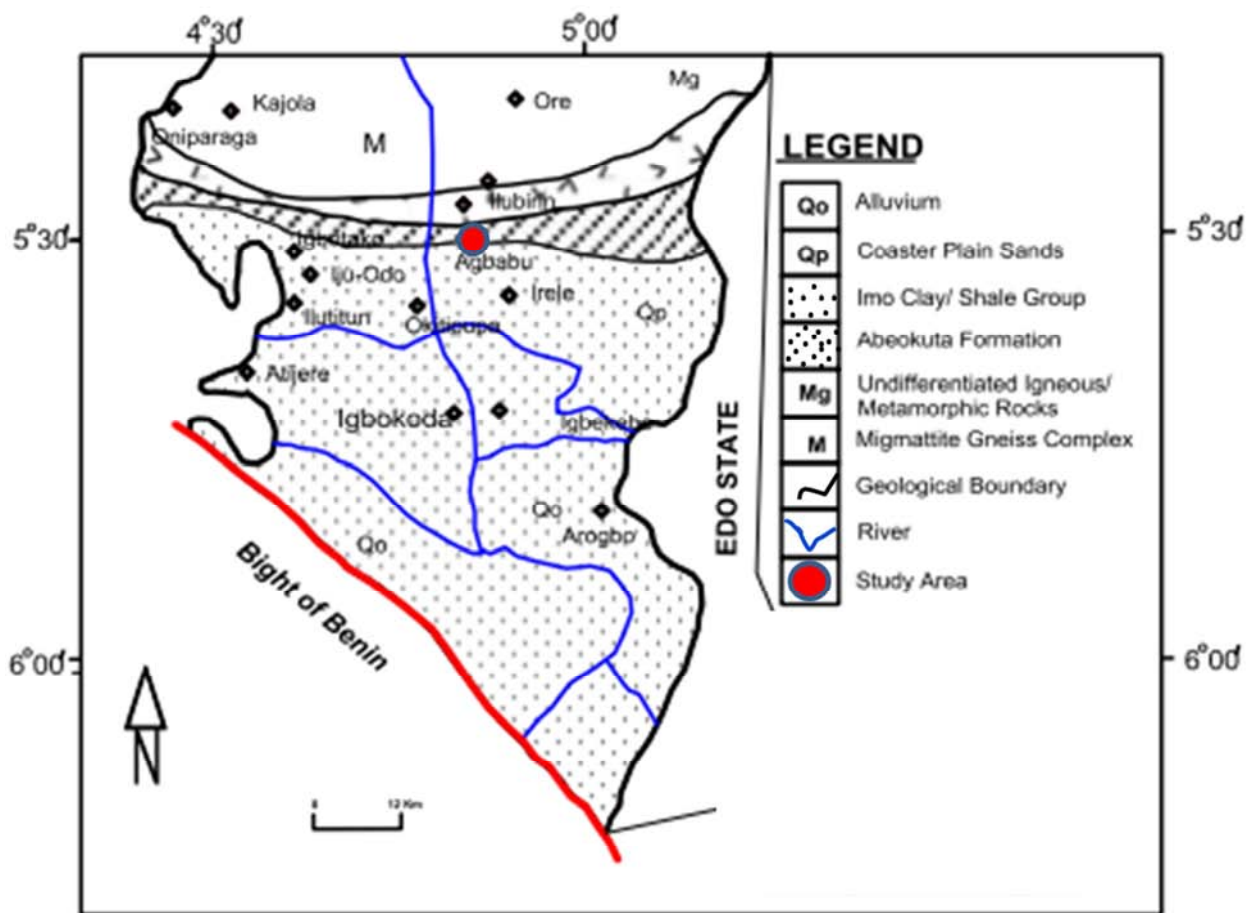 4°30' 5°00'
Mg
Kajola
Ore
Oniparaga
M
Ilubirin
5°30'
5°30'
Igbotako
Agbabu
Iju-Odo
Irele
Ilutitun
Okitipupa
Qp
Atijere
Igbokoda
Igbekebo
Qo
Arogbo
Qo
Bight of Benin
EDO STATE
6°00'
6°00'
N
12 Km
LEGEND
Qo Alluvium
Qp Coaster Plain Sands
Imo Clay/ Shale Group
Abeokuta Formation
Mg Undifferentiated Igneous/
Metamorphic Rocks
M Migmattite Gneiss Complex
Geological Boundary
River
Study Area